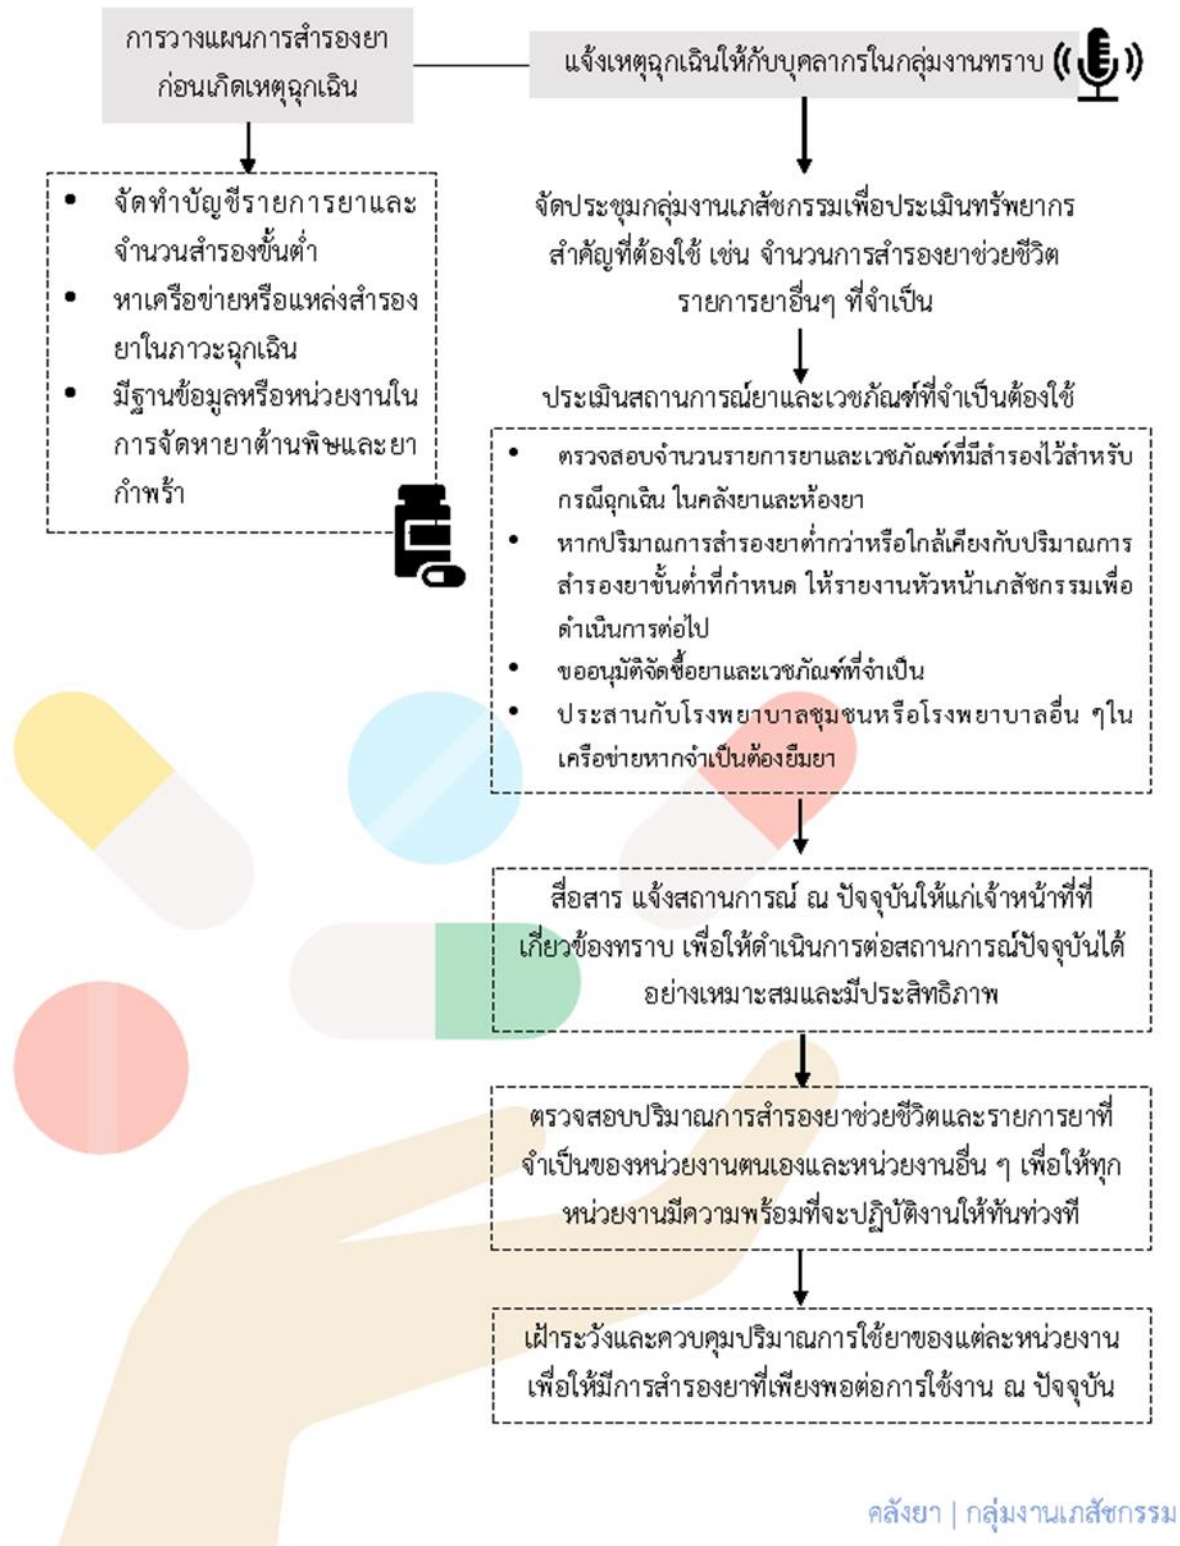 การวางแผนการสำรองยา
ก่อนเกิดเหตุฉุกเฉิน
จัดทำบัญชีรายการยาและ
จำนวนสำรองขั้นต่ำ
หาเครือข่ายหรือแหล่งสำรอง
ยาในภาวะฉุกเฉิน
มีฐานข้อมูลหรือหน่วยงานใน
การจัดหายาต้านพิษและยา
กำพร้า
แจ้งเหตุฉุกเฉินให้กับบุคลากรในกลุ่มงานทราบ
จัดประชุมกลุ่มงานเภสัชกรรมเพื่อประเมินทรัพยากร
สำคัญที่ต้องใช้ เช่น จำนวนการสำรองยาช่วยชีวิต
รายการยาอื่นๆ ที่จำเป็น
ประเมินสถานการณ์ยาและเวชภัณฑ์ที่จำเป็นต้องใช้
ตรวจสอบจำนวนรายการยาและเวชภัณฑ์ที่มีสำรองไว้สำหรับ
กรณีฉุกเฉิน ในคลังยาและห้องยา
หากปริมาณการสำรองยาต่ำกว่าหรือใกล้เคียงกับปริมาณการ
สำรองยาขั้นต่ำที่กำหนด ให้รายงานหัวหน้าเภสัชกรรมเพื่อ
ดำเนินการต่อไป
ขออนุมัติจัดซื้อยาและเวชภัณฑ์ที่จำเป็น
ประสานกับโรงพยาบาลชุมชนหรือโรงพยาบาลอื่น ๆใน
เครือข่ายหากจำเป็นต้องยืมยา
สื่อสาร แจ้งสถานการณ์ ณ ปัจจุบันให้แก่เจ้าหน้าที่ที่
เกี่ยวข้องทราบ เพื่อให้ดำเนินการต่อสถานการณ์ปัจจุบันได้
อย่างเหมาะสมและมีประสิทธิภาพ
ตรวจสอบปริมาณการสำรองยาช่วยชีวิตและรายการยาที่
จำเป็นของหน่วยงานตนเองและหน่วยงานอื่น ๆ เพื่อให้ทุก
หน่วยงานมีความพร้อมที่จะปฏิบัติงานให้ทันท่วงที
เฝ้าระวังและควบคุมปริมาณการใช้ยาของแต่ละหน่วยงาน
เพื่อให้มีการสำรองยาที่เพียงพอต่อการใช้งาน ณ ปัจจุบัน
คลังยา | กลุ่มงานเภสัชกรรม